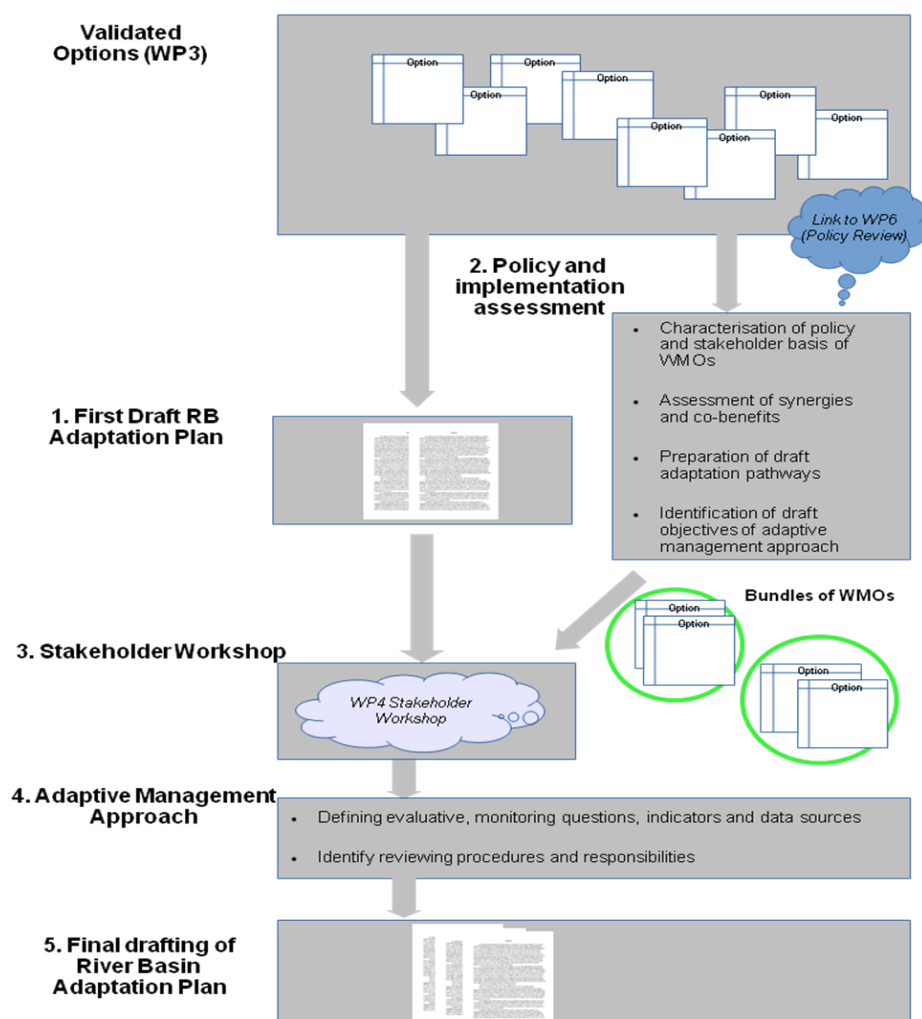 Validated
Options (WP3)
Option
Option
Option
Option
Option
Option
Option
Option
Link to WP6
(Policy Review)
2. Policy and
implementation
assessment
• Characterisation of policy
and stakeholder basis of
WMOs
• Assessment of synergies
and co-benefits
• Preparation of draft
adaptation pathways
• Identification of draft
objectives of adaptive
management approach
1. First Draft RB
Adaptation Plan
Bundles of WMOs
Option
Option
Option
Option
3. Stakeholder Workshop
WP4 Stakeholder
Workshop
4. Adaptive Management
Approach
• Defining evaluative, monitoring questions, indicators and data sources
• Identify reviewing procedures and responsibilities
5. Final drafting of
River Basin
Adaptation Plan